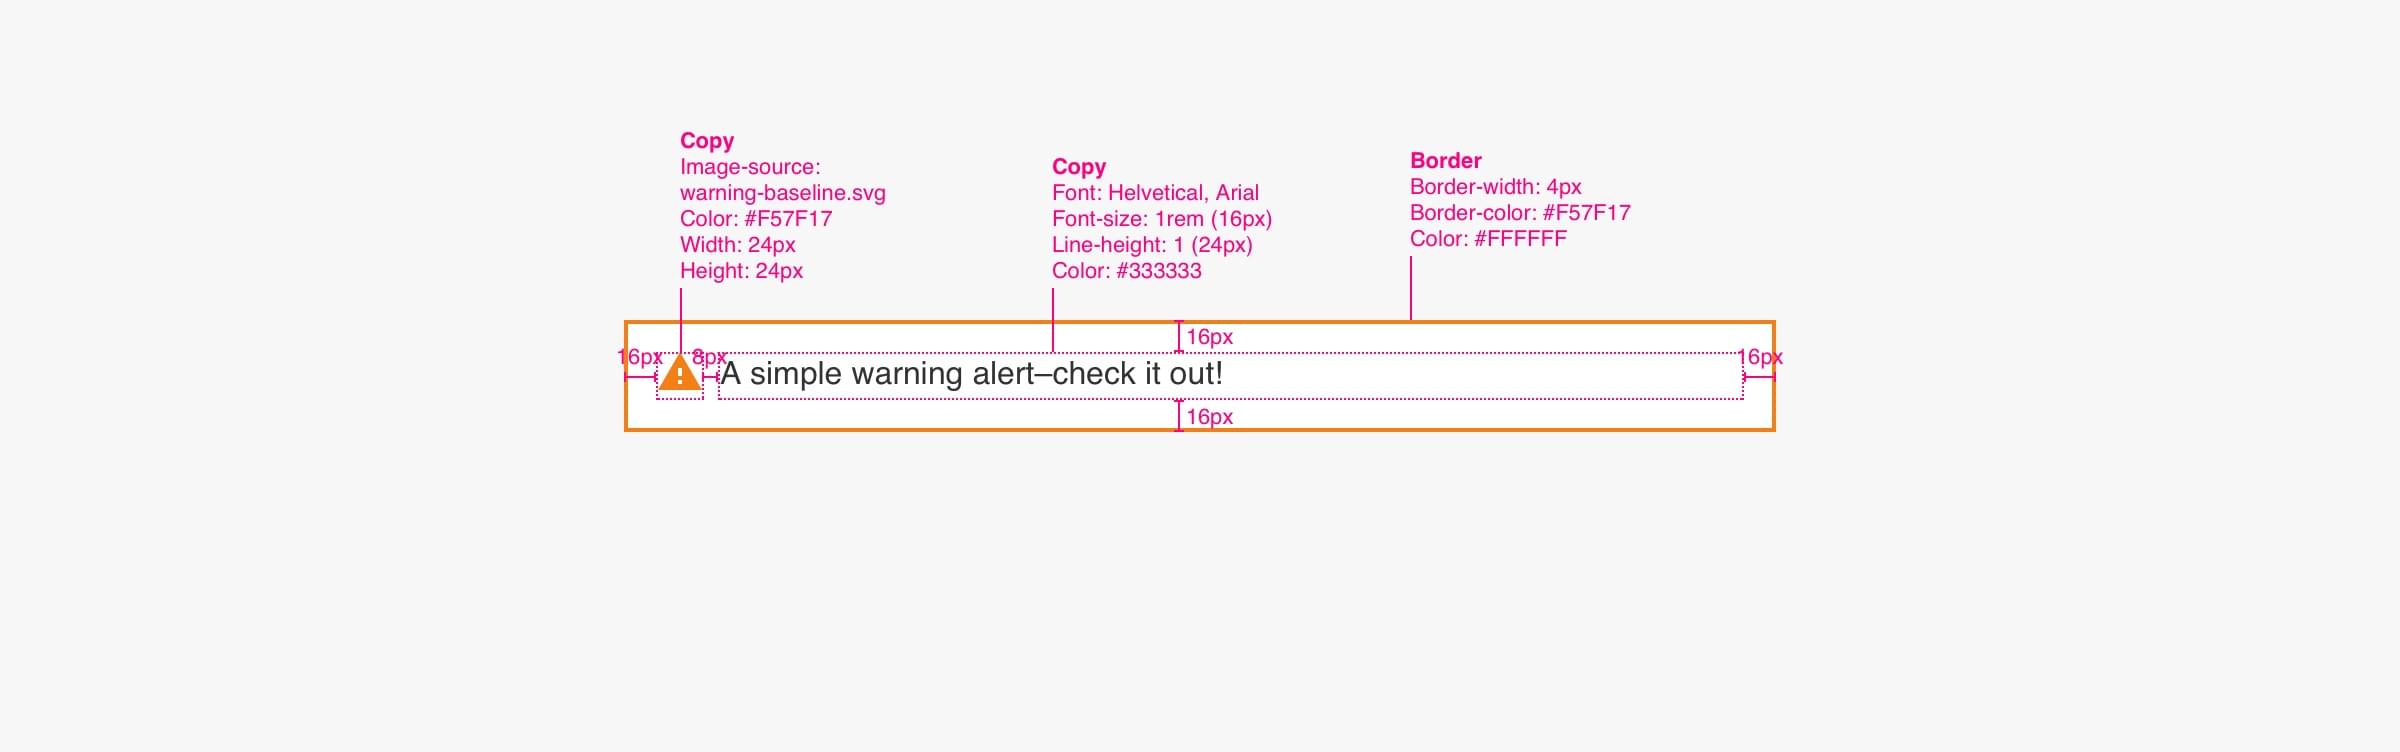 Copy
Image-source:
warning-baseline.svg
Color: #F57F17
Width: 24px
Height: 24px
Copy
Font: Helvetical, Arial
Font-size: 1rem (16px)
Line-height: 1 (24px)
Color: #333333
Border
Border-width: 4px
Border-color: #F57F17
Color: #FFFFFF
16px
16px
8px
16px
A simple warning alert–check it out!
16px